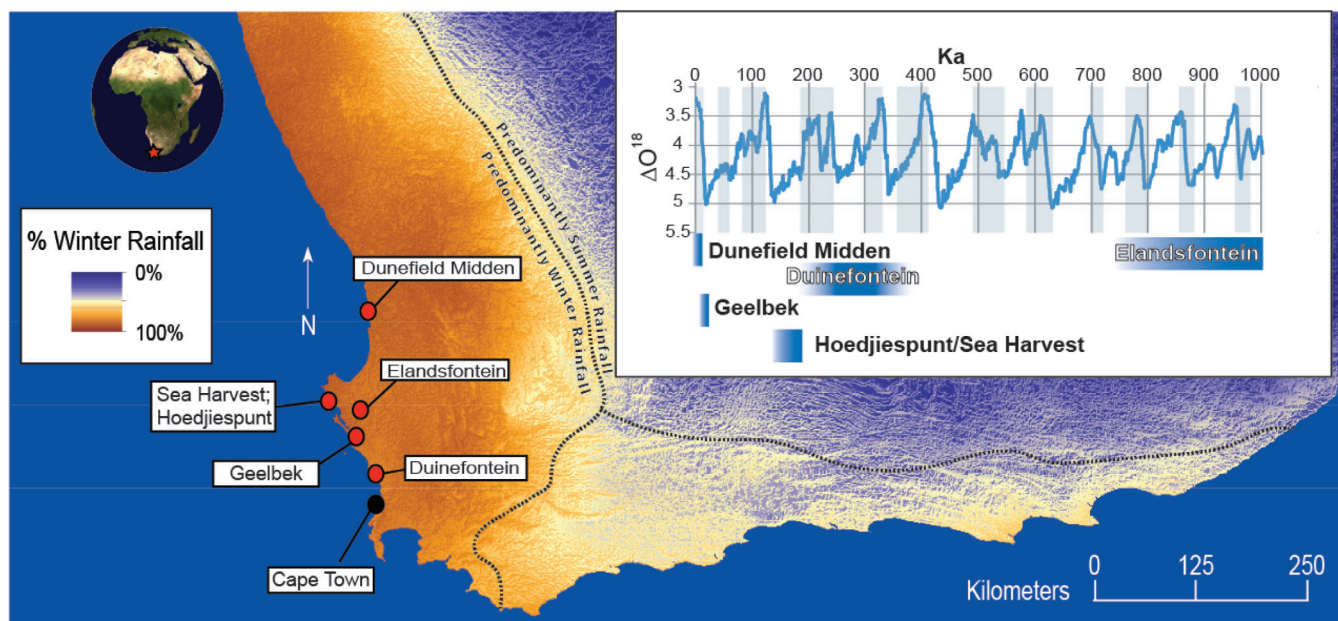 Ka
0 100 200 300 400 500 600 700 800 900 1000
3
3.5
4
4.5
5
5.5
ΔO18
Dunefield Midden
Duinefontein
Elandsfontein
Geelbek
Hoedjiespunt/Sea Harvest
% Winter Rainfall
0%
100%
N
Predominantly Summer Rainfall
Predominantly Winter Rainfall
Dunefield Midden
Elandsfontein
Sea Harvest;
Hoedjiespunt
Geelbek
Duinefontein
Cape Town
0 125 250
Kilometers